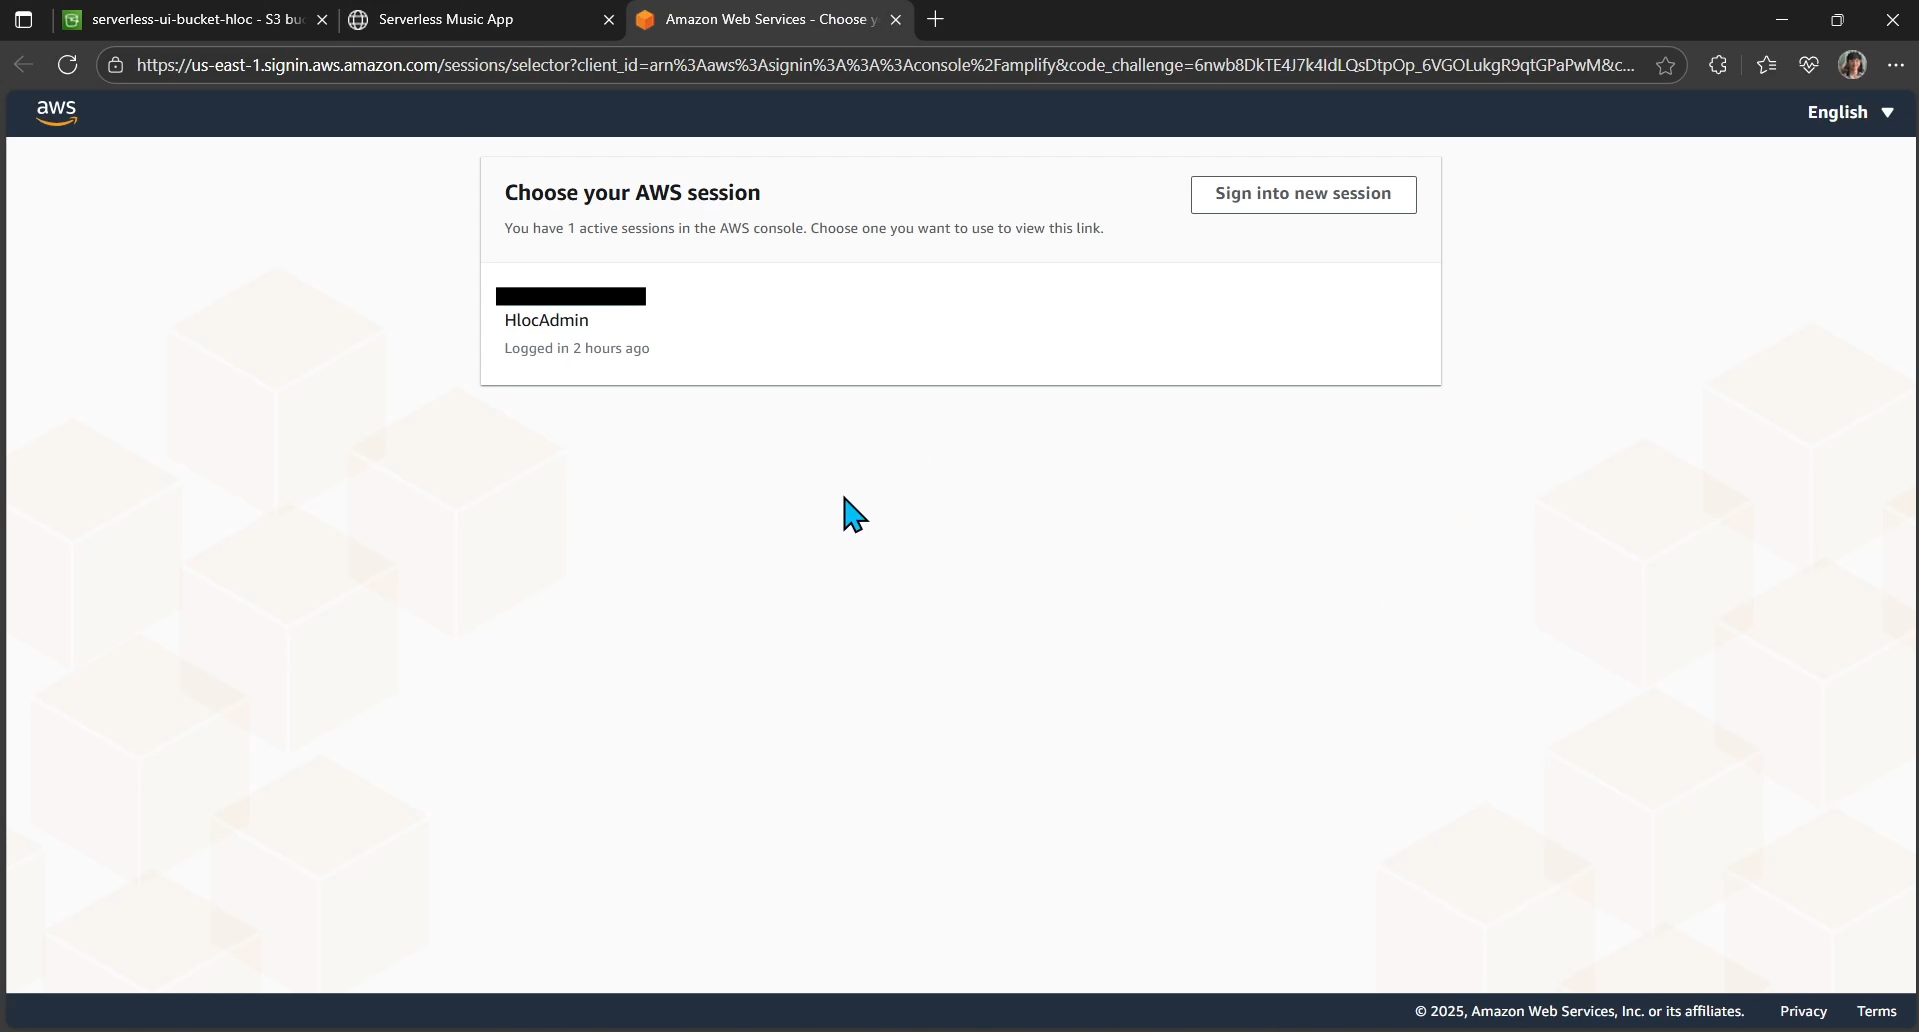 serverless-ui-bucket-hloc - S3 buc
Serverless Music App
Amazon Web Services - Choose y
https://us-east-1.signin.aws.amazon.com/sessions/selector?client_id=arn%3Aaws%3Asignin%3A%3A%3Aconsole%2Famplify&code_challenge=6nwb8DkTE4J7k4IdLQsDtpOp_6VGOLukgR9qtGPaPwM&c...
aws
English
Choose your AWS session
Sign into new session
You have 1 active sessions in the AWS console. Choose one you want to use to view this link.
HlocAdmin
Logged in 2 hours ago
© 2025, Amazon Web Services, Inc. or its affiliates.
Privacy
Terms